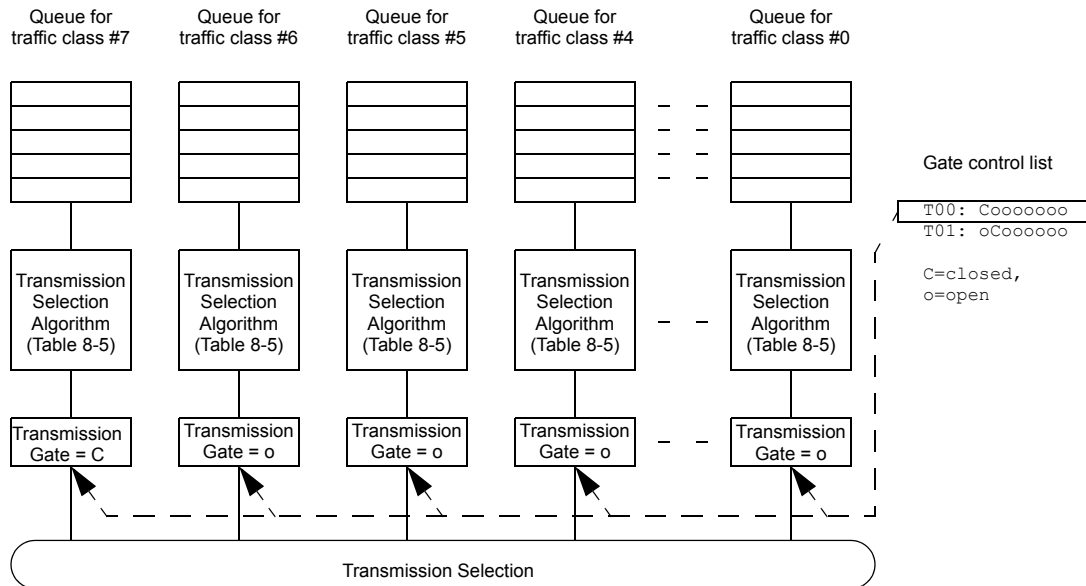 Queue for
traffic class #7
Queue for
traffic class #6
Queue for
traffic class #5
Queue for
traffic class #4
Queue for
traffic class #0
Gate control list
T00: Cooooooo
T01: oCoooooo
C=closed,
o=open
Transmission
Selection
Algorithm
(Table 8-5)
Transmission
Selection
Algorithm
(Table 8-5)
Transmission
Selection
Algorithm
(Table 8-5)
Transmission
Selection
Algorithm
(Table 8-5)
Transmission
Selection
Algorithm
(Table 8-5)
Transmission
Gate = C
Transmission
Gate = o
Transmission
Gate = o
Transmission
Gate = o
Transmission
Gate = o
Transmission Selection